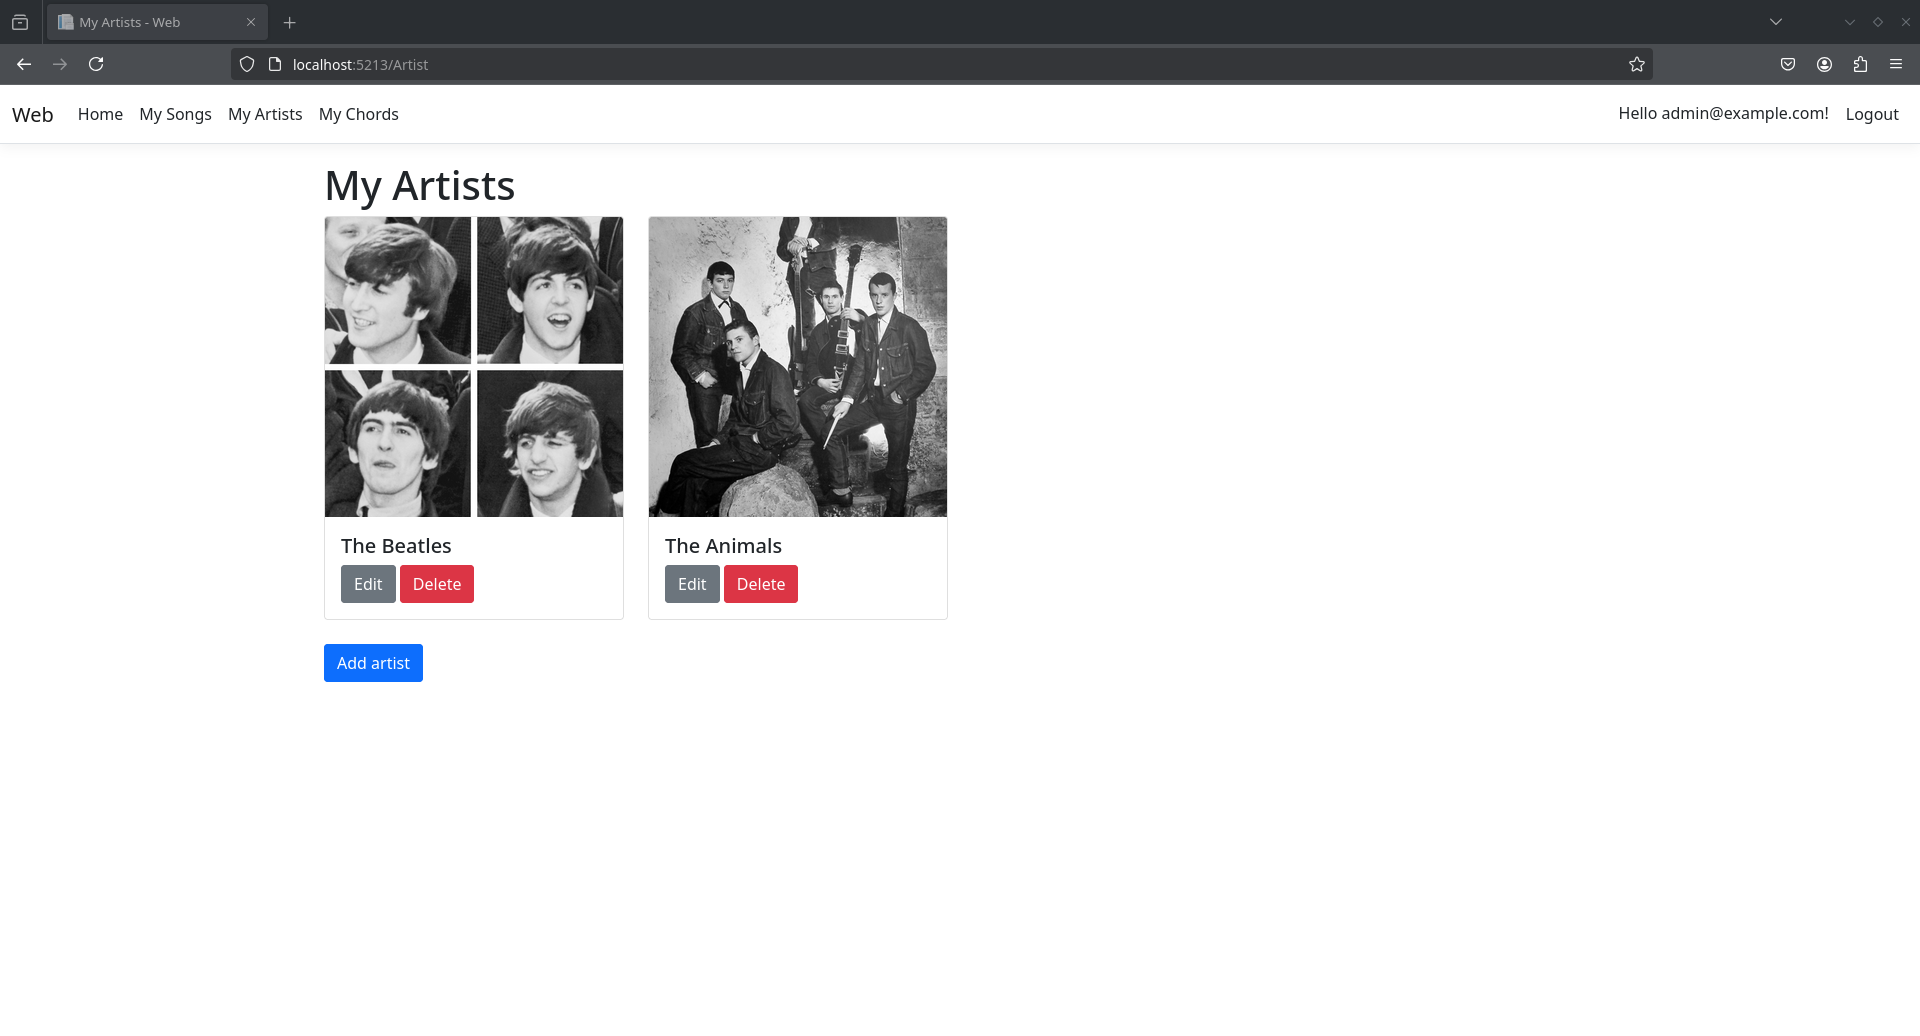 My Artists - Web
localhost:5213/Artist
Web Home My Songs My Artists My Chords Hello admin@example.com! Logout
My Artists
The Beatles
Edit Delete
The Animals
Edit Delete
Add artist